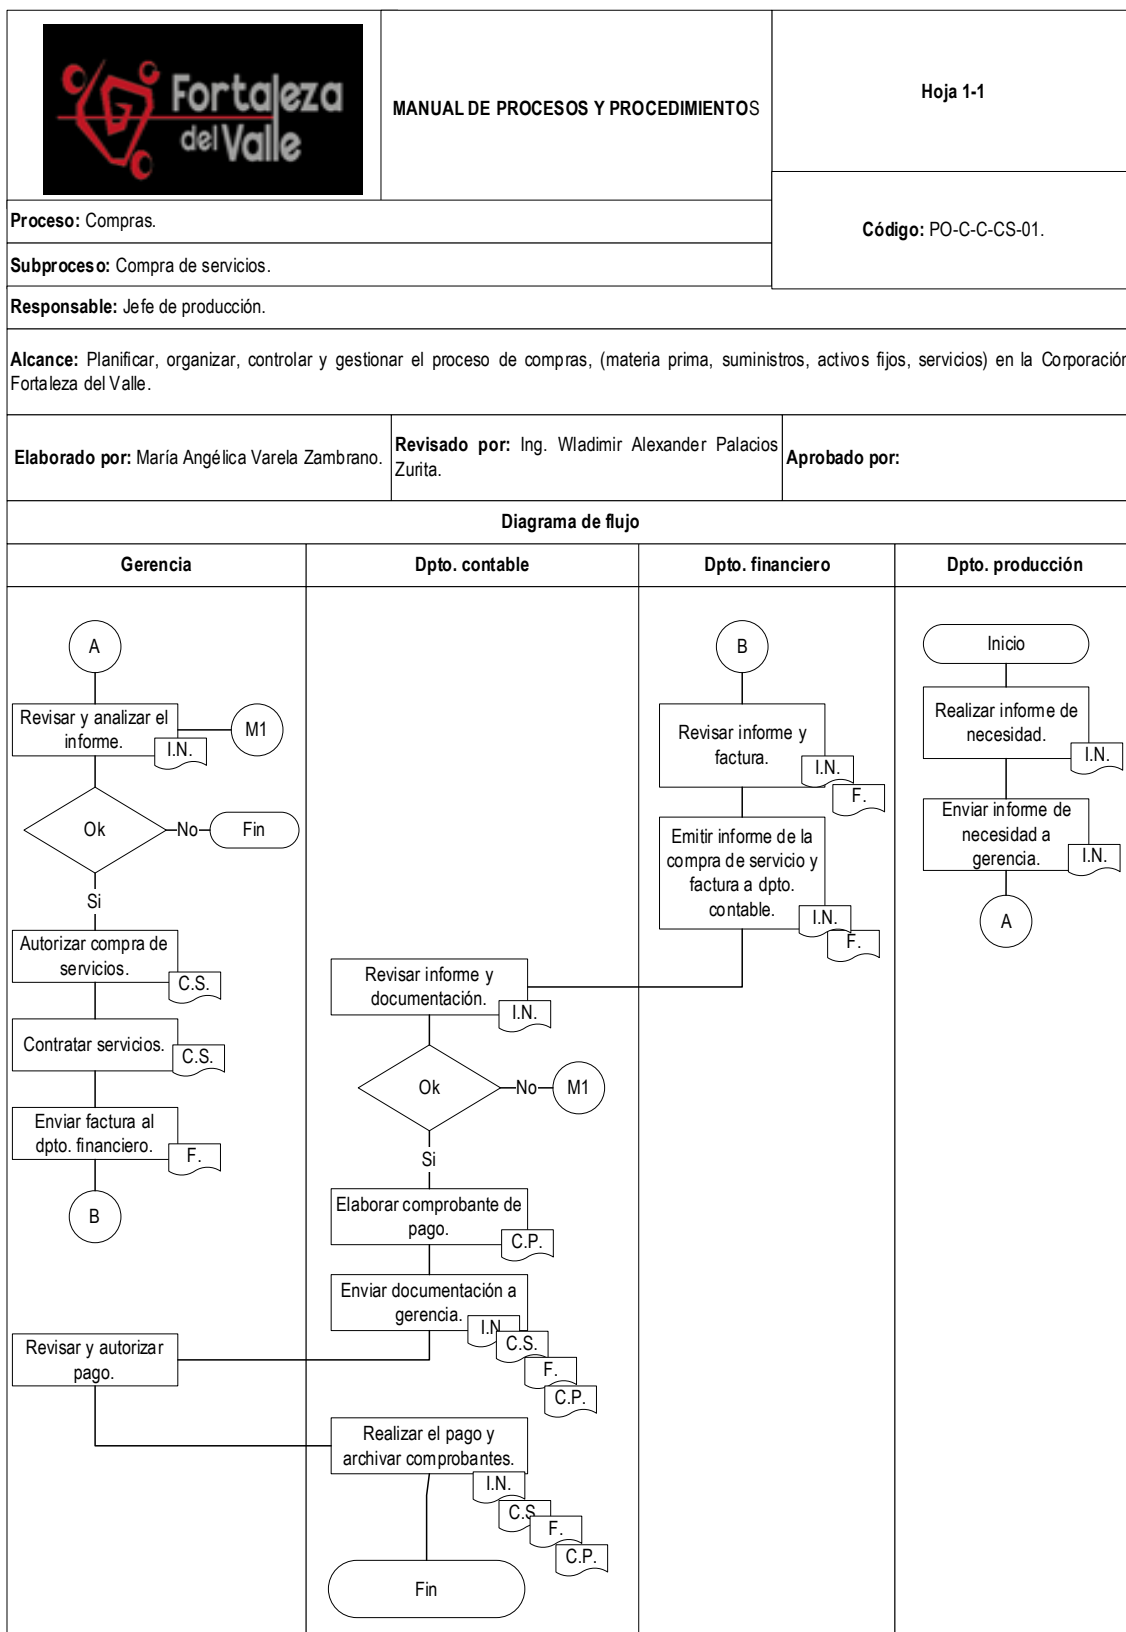 Fortaleza
del Valle
MANUAL DE PROCESOS Y PROCEDIMIENTOS
Hoja 1-1
Proceso: Compras.
Código: PO-C-C-CS-01.
Subproceso: Compra de servicios.
Responsable: Jefe de producción.
Alcance: Planificar, organizar, controlar y gestionar el proceso de compras, (materia prima, suministros, activos fijos, servicios) en la Corporación
Fortaleza del Valle.
Elaborado por: María Angélica Varela Zambrano.
Revisado por: Ing. Wladimir Alexander Palacios
Zurita.
Aprobado por:
Diagrama de flujo
Gerencia
Dpto. contable
Dpto. financiero
Dpto. producción
A
Revisar y analizar el
informe.
I.N.
M1
Ok
No
Fin
Si
Autorizar compra de
servicios.
C.S.
Contratar servicios.
C.S.
Enviar factura al
dpto. financiero.
F.
B
Revisar y autorizar
pago.
Revisar informe y
documentación.
I.N.
Ok
No
M1
Si
Elaborar comprobante de
pago.
C.P.
Enviar documentación a
gerencia.
I.N.
C.S.
F.
C.P.
Realizar el pago y
archivar comprobantes.
I.N.
C.S.
F.
C.P.
Fin
B
Revisar informe y
factura.
I.N.
F.
Emitir informe de la
compra de servicio y
factura a dpto.
contable.
I.N.
F.
Inicio
Realizar informe de
necesidad.
I.N.
Enviar informe de
necesidad a
gerencia.
I.N.
A